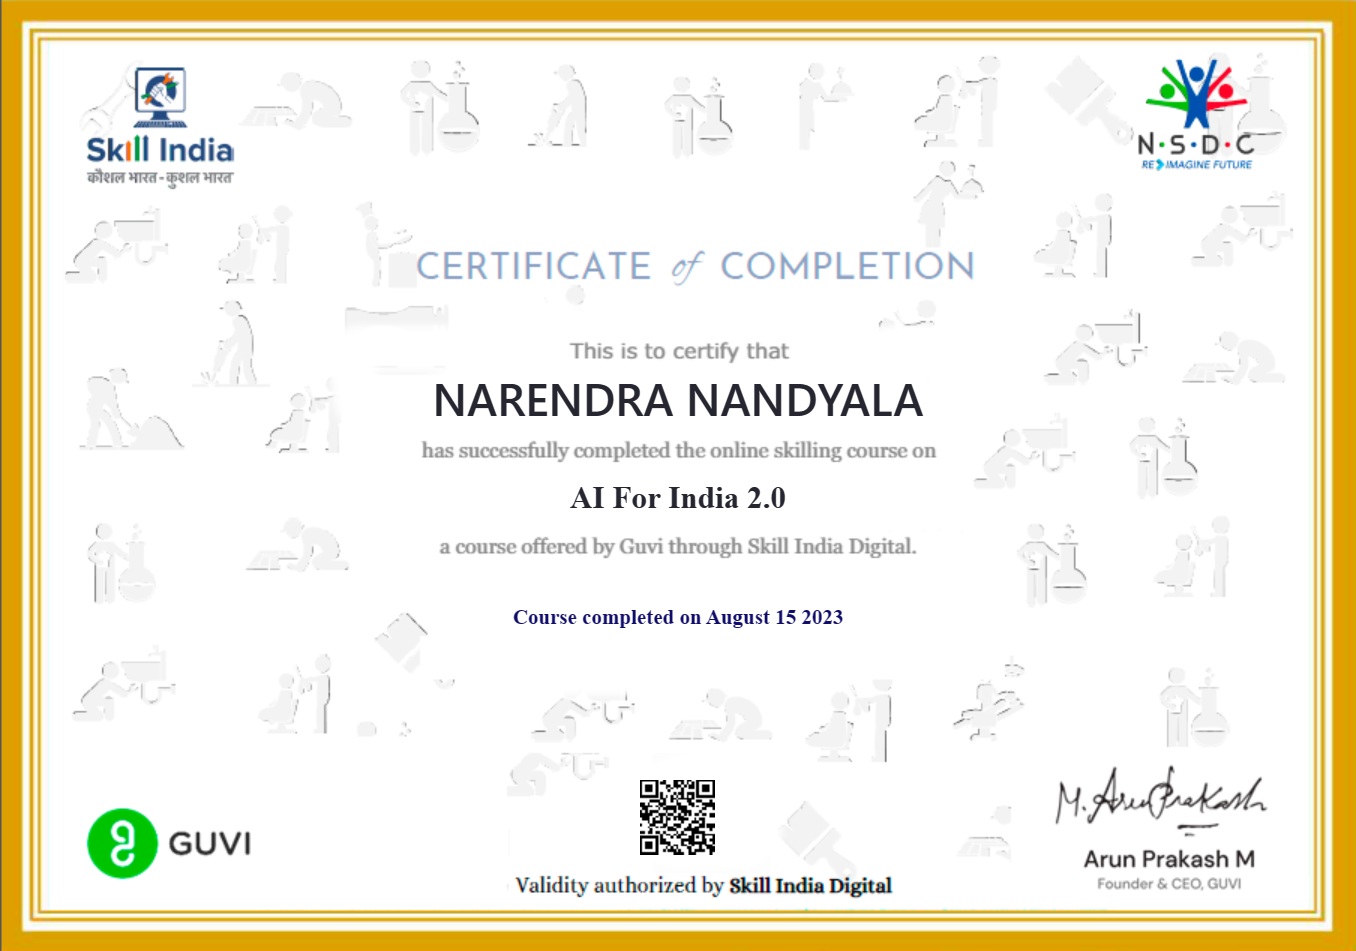 Skill India
कौशल भारत - कुशल भारत
N·S·D·C
RE IMAGINE FUTURE
CERTIFICATE of COMPLETION
This is to certify that
NARENDRA NANDYALA
has successfully completed the online skilling course on
AI For India 2.0
a course offered by Guvi through Skill India Digital.
Course completed on August 15 2023
GUVI
Validity authorized by Skill India Digital
M. Arun Prakash
Arun Prakash M
Founder & CEO, GUVI